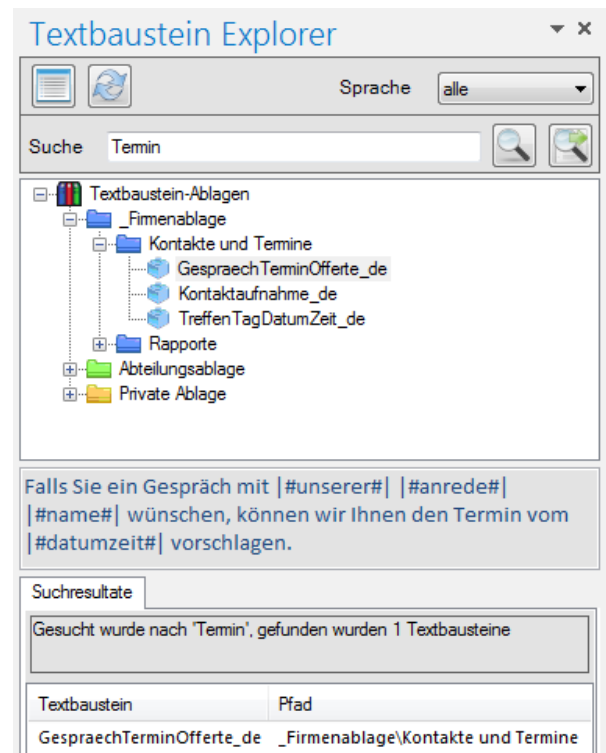 Textbaustein Explorer
Sprache alle
Suche Termin
Textbaustein-Ablagen
_Firmenablage
Kontakte und Termine
GespraechTerminOfferte_de
Kontaktaufnahme_de
TreffenTagDatumZeit_de
Rapporte
Abteilungsablage
Private Ablage
Falls Sie ein Gespräch mit |#unserer#| |#anrede#|
|#name#| wünschen, können wir Ihnen den Termin vom
|#datumzeit#| vorschlagen.
Suchresultate
Gesucht wurde nach 'Termin', gefunden wurden 1 Textbausteine
Textbaustein Pfad
GespraechTerminOfferte_de _Firmenablage\Kontakte und Termine